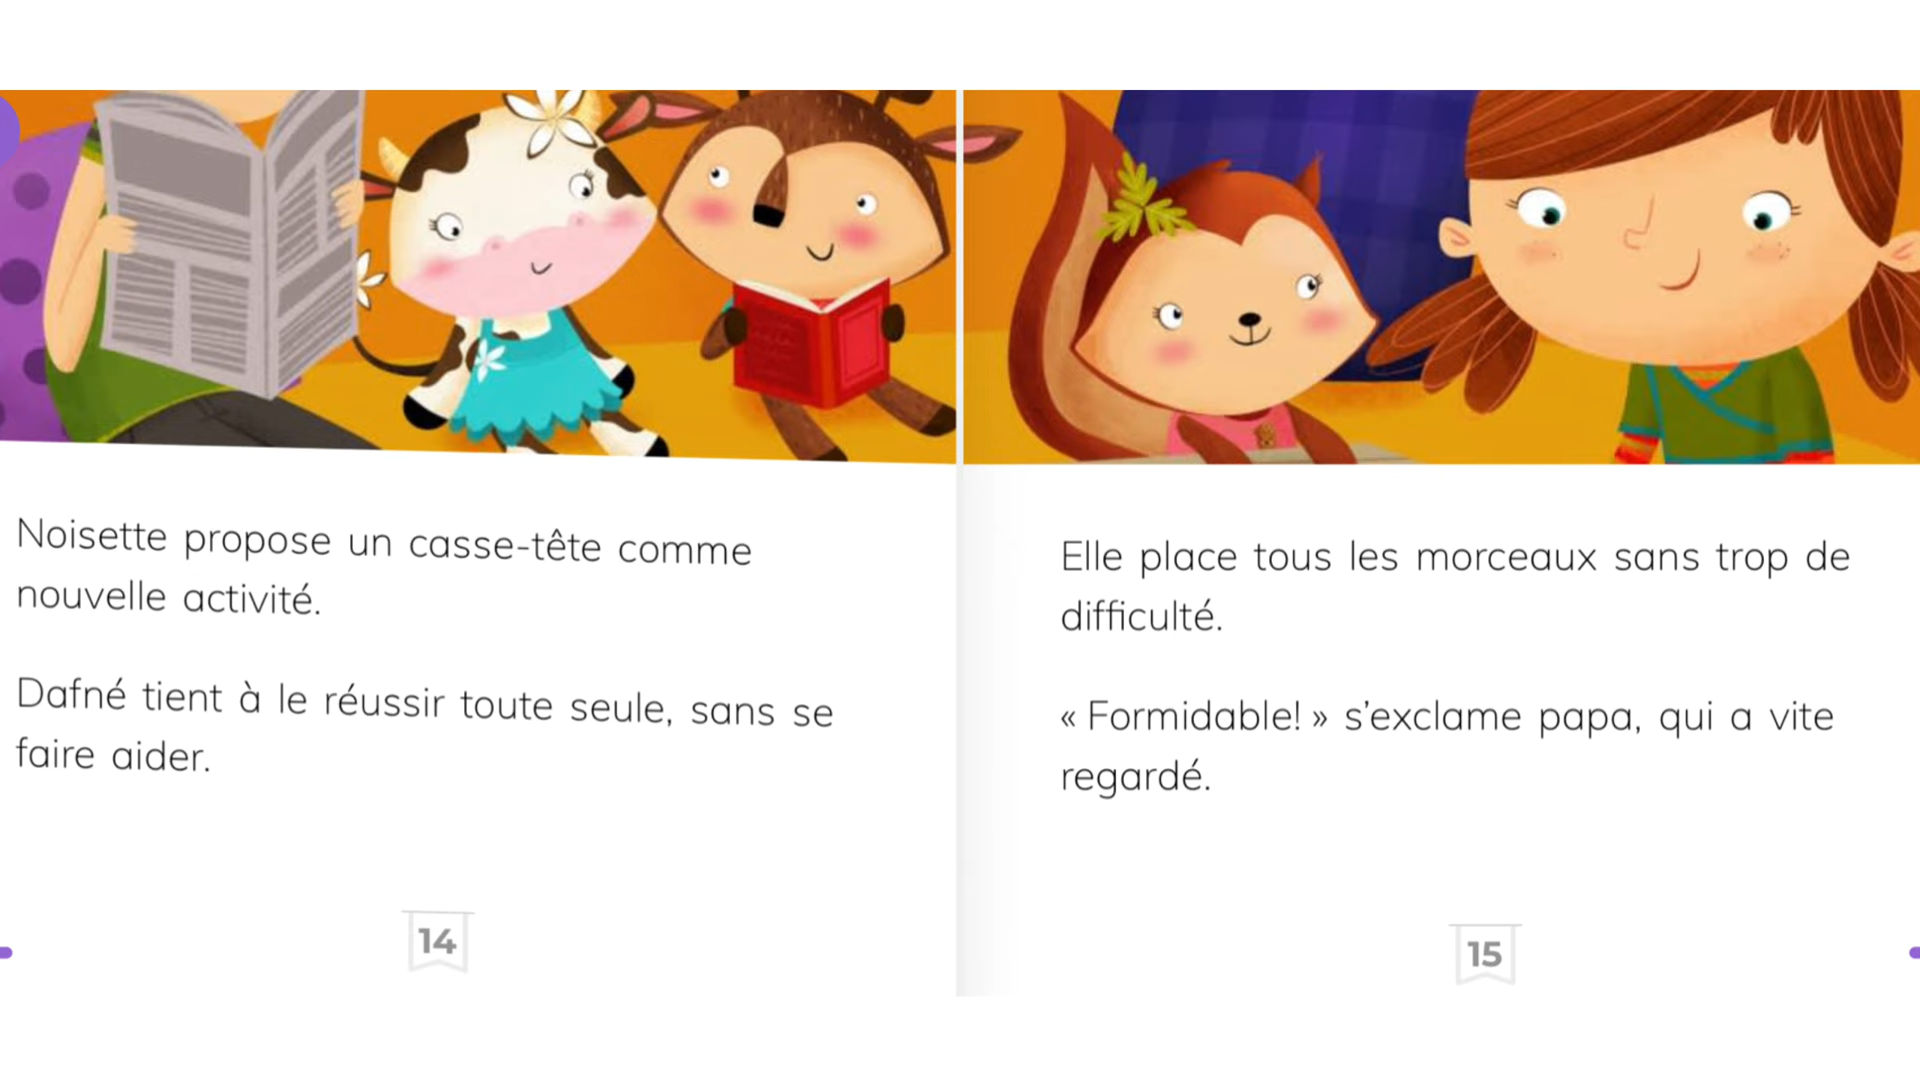 Noisette propose un casse-tête comme
nouvelle activité.
Dafné tient à le réussir toute seule, sans se
faire aider.
14
Elle place tous les morceaux sans trop de
difficulté.
« Formidable! » s’exclame papa, qui a vite
regardé.
15